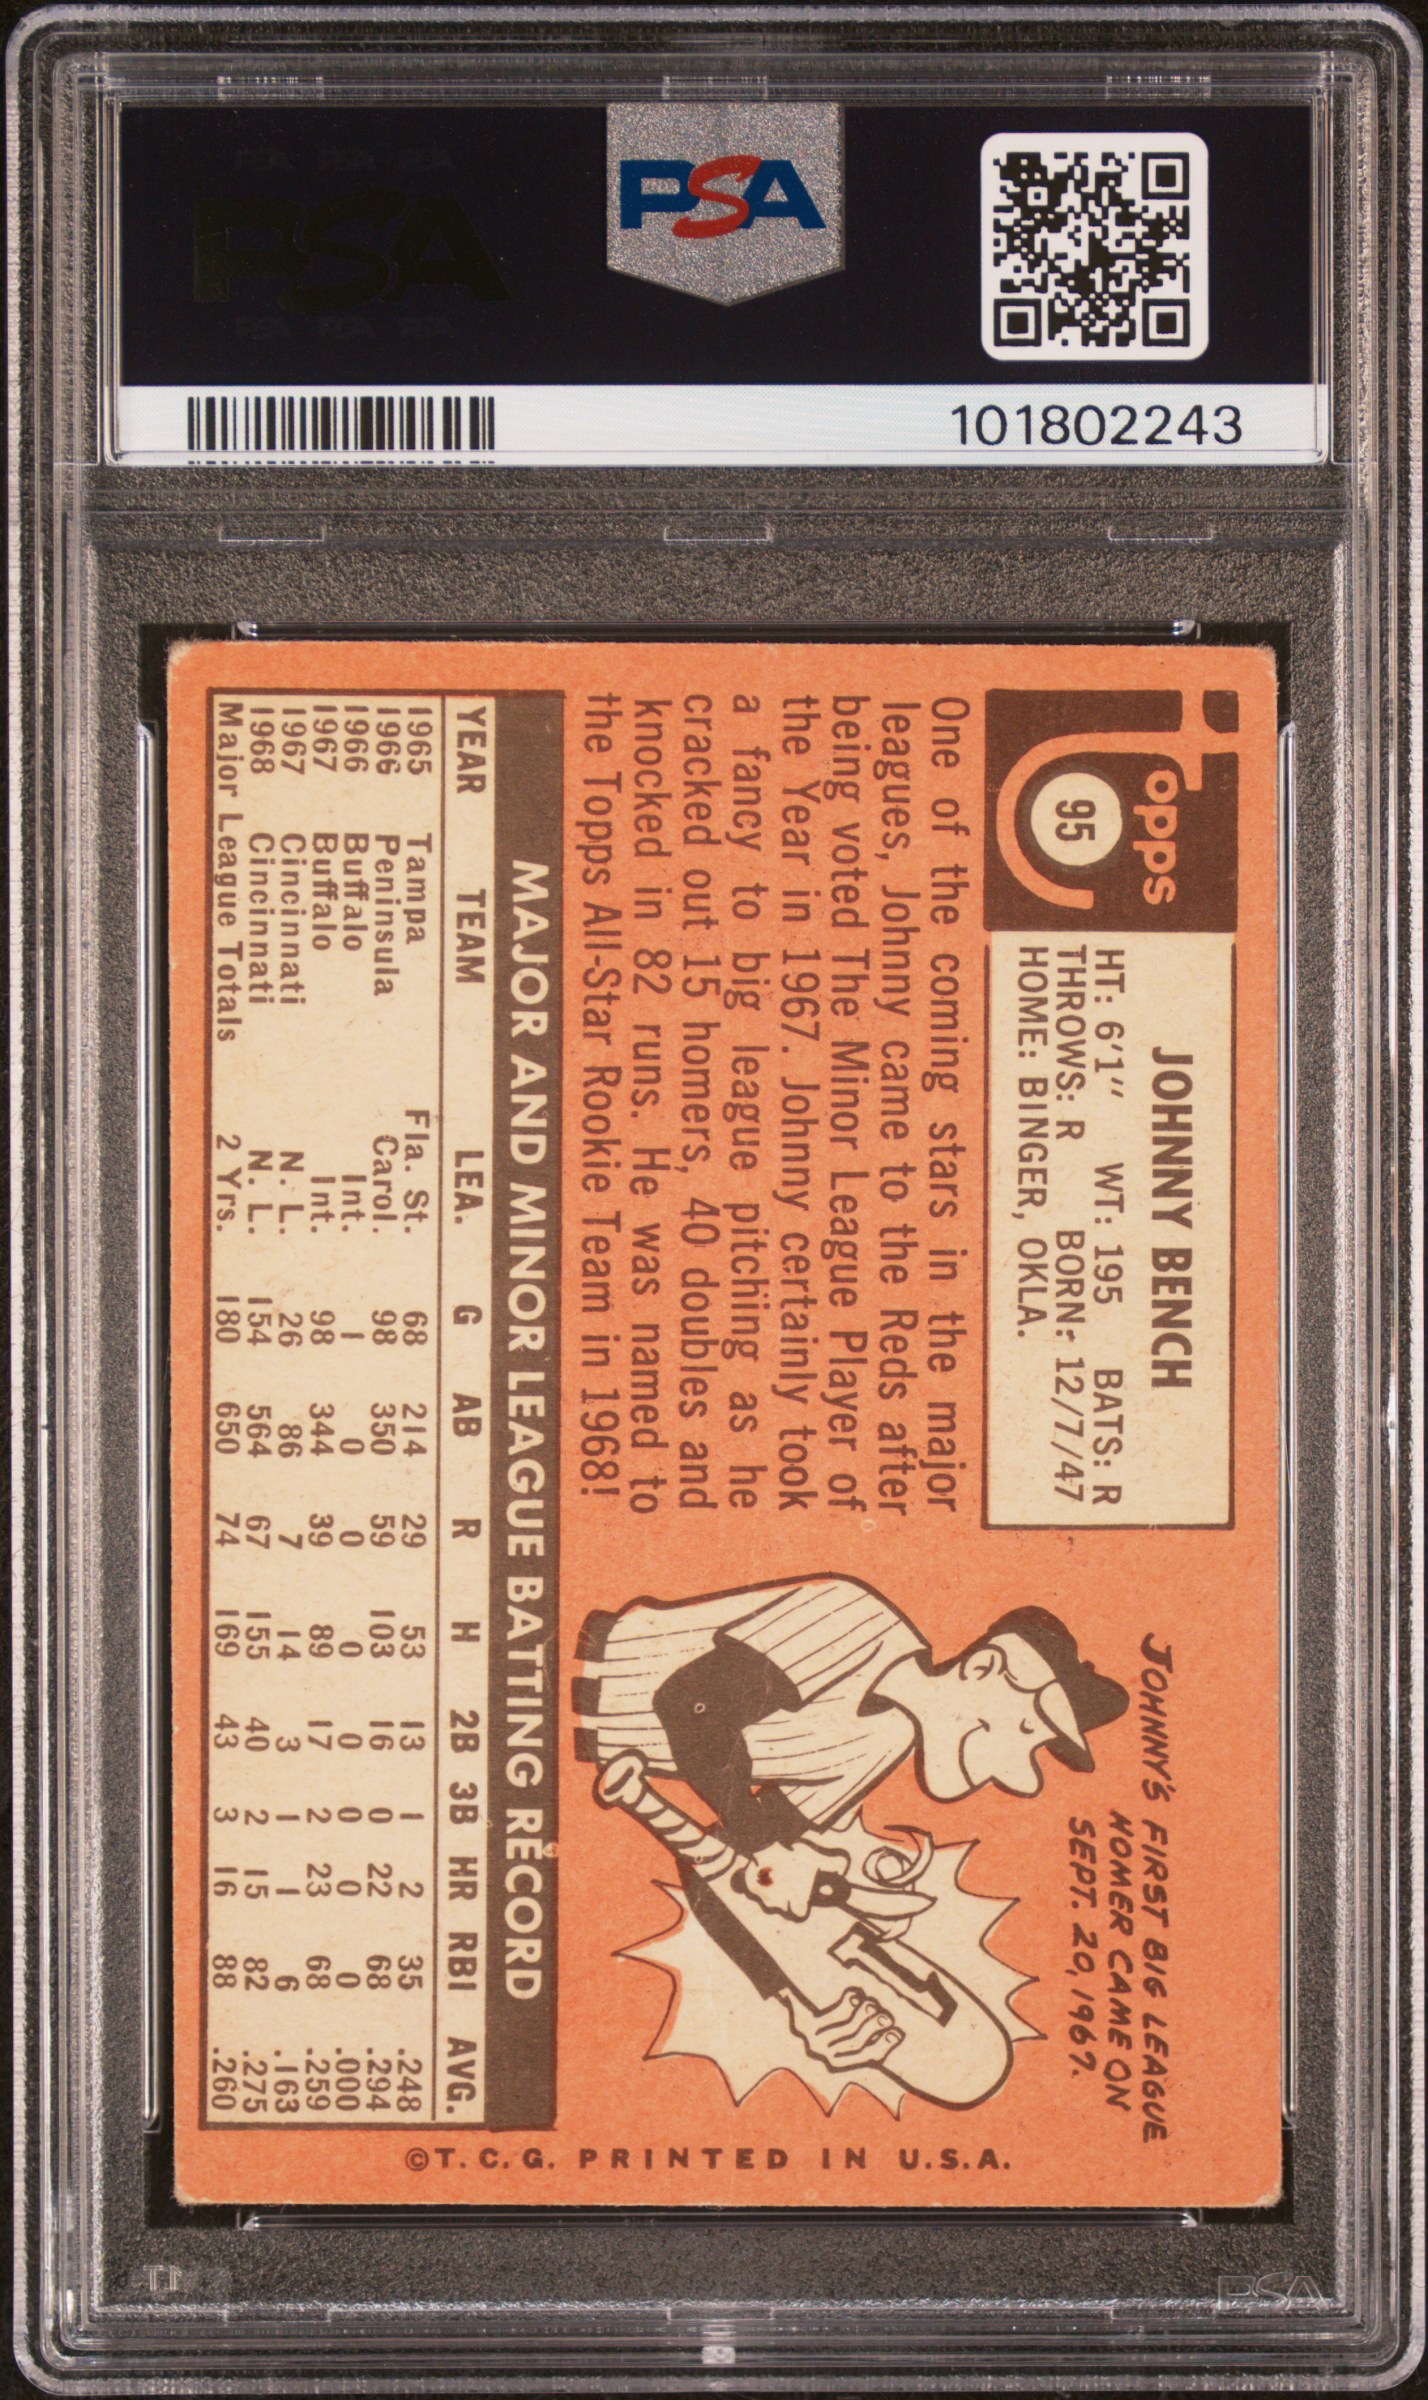 PSA
PSA
101802243
Topps
95
JOHNNY BENCH
HT: 6'1" WT: 195 BATS: R
THROWS: R BORN: 12/7/47
HOME: BINGER, OKLA.
One of the coming stars in the major
leagues, Johnny came to the Reds after
being voted The Minor League Player of
the Year in 1967. Johnny certainly took
a fancy to big league pitching as he
cracked out 15 homers, 40 doubles and
knocked in 82 runs. He was named to
the Topps All-Star Rookie Team in 1968!
JOHNNY'S FIRST BIG LEAGUE
HOMER CAME ON
SEPT. 20, 1967.
MAJOR AND MINOR LEAGUE BATTING RECORD
YEAR TEAM LEA. G AB R H 2B 3B HR RBI AVG.
1965 Tampa Fla. St. 68 214 29 53 13 1 2 35 .248
1966 Peninsula Carol. 98 350 59 103 16 0 22 68 .294
1966 Buffalo Int. 1 0 0 0 0 0 0 0 .000
1967 Buffalo Int. 98 344 39 89 17 2 23 68 .259
1967 Cincinnati N. L. 26 86 7 14 3 1 1 6 .163
1968 Cincinnati N. L. 154 564 67 155 40 2 15 82 .275
Major League Totals 2 Yrs. 180 650 74 169 43 3 16 88 .260
©T. C. G. PRINTED IN U.S.A.
PSA